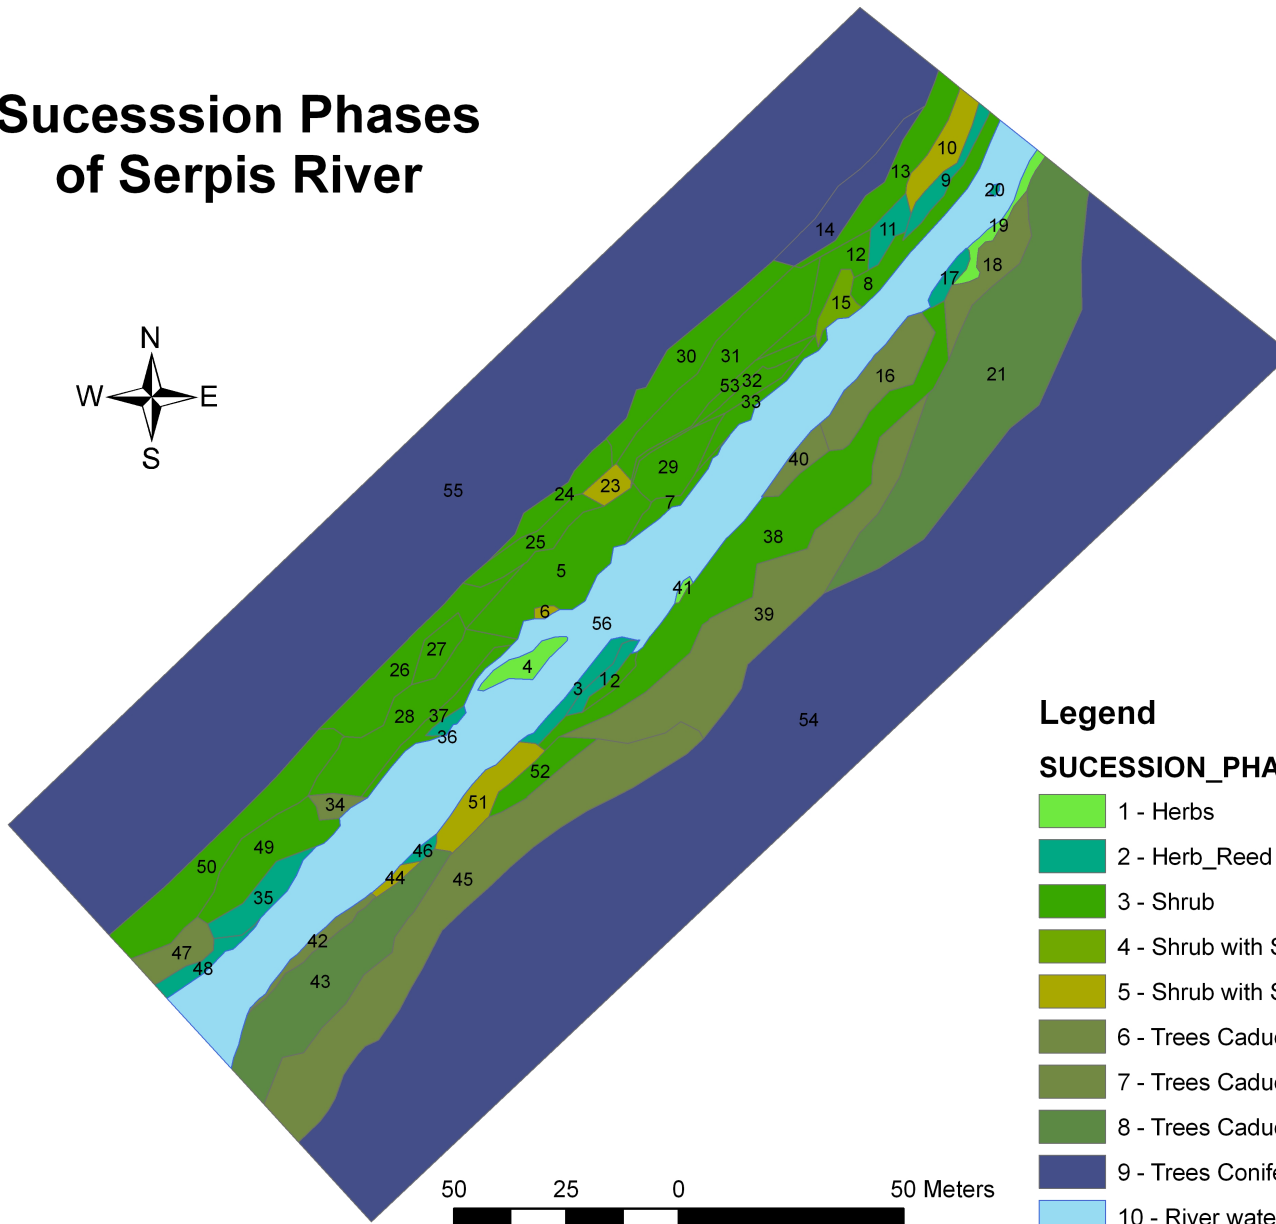 Sucesssion Phases
of Serpis River
N
W E
S
10
13
9
20
14
11
19
12
18
8
17
15
30
31
16
21
53 32
33
40
29
23
24
55
7
25
38
5
41
6
39
56
27
4
26
3 12
28 37
54
36
52
34
51
49
46
50
44
45
35
42
47
48
43
Legend
SUCESSION_PHA
1 - Herbs
2 - Herb_Reed
3 - Shrub
4 - Shrub with S
5 - Shrub with S
6 - Trees Cadu
7 - Trees Cadu
8 - Trees Cadu
9 - Trees Conife
10 - River wate
50 25 0 50 Meters